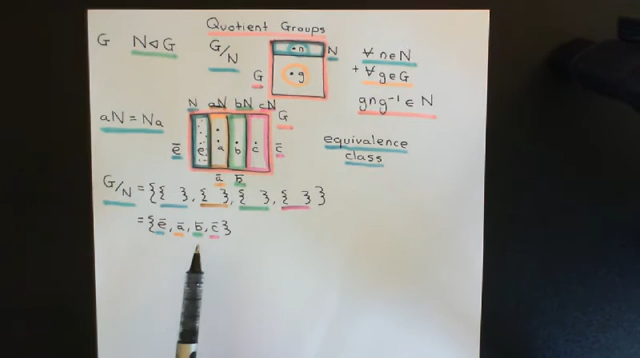 Quotient Groups
G N⊲G G/N
n N
G g
∀ n∈N
+ ∀ g∈G
gng⁻¹ ∈ N
aN = Na
N aN bN cN
G
ē e a b c c̄
ā b̄
equivalence
class
G/N = {{ }, { }, { }, { }}
= {ē, ā, b̄, c̄}